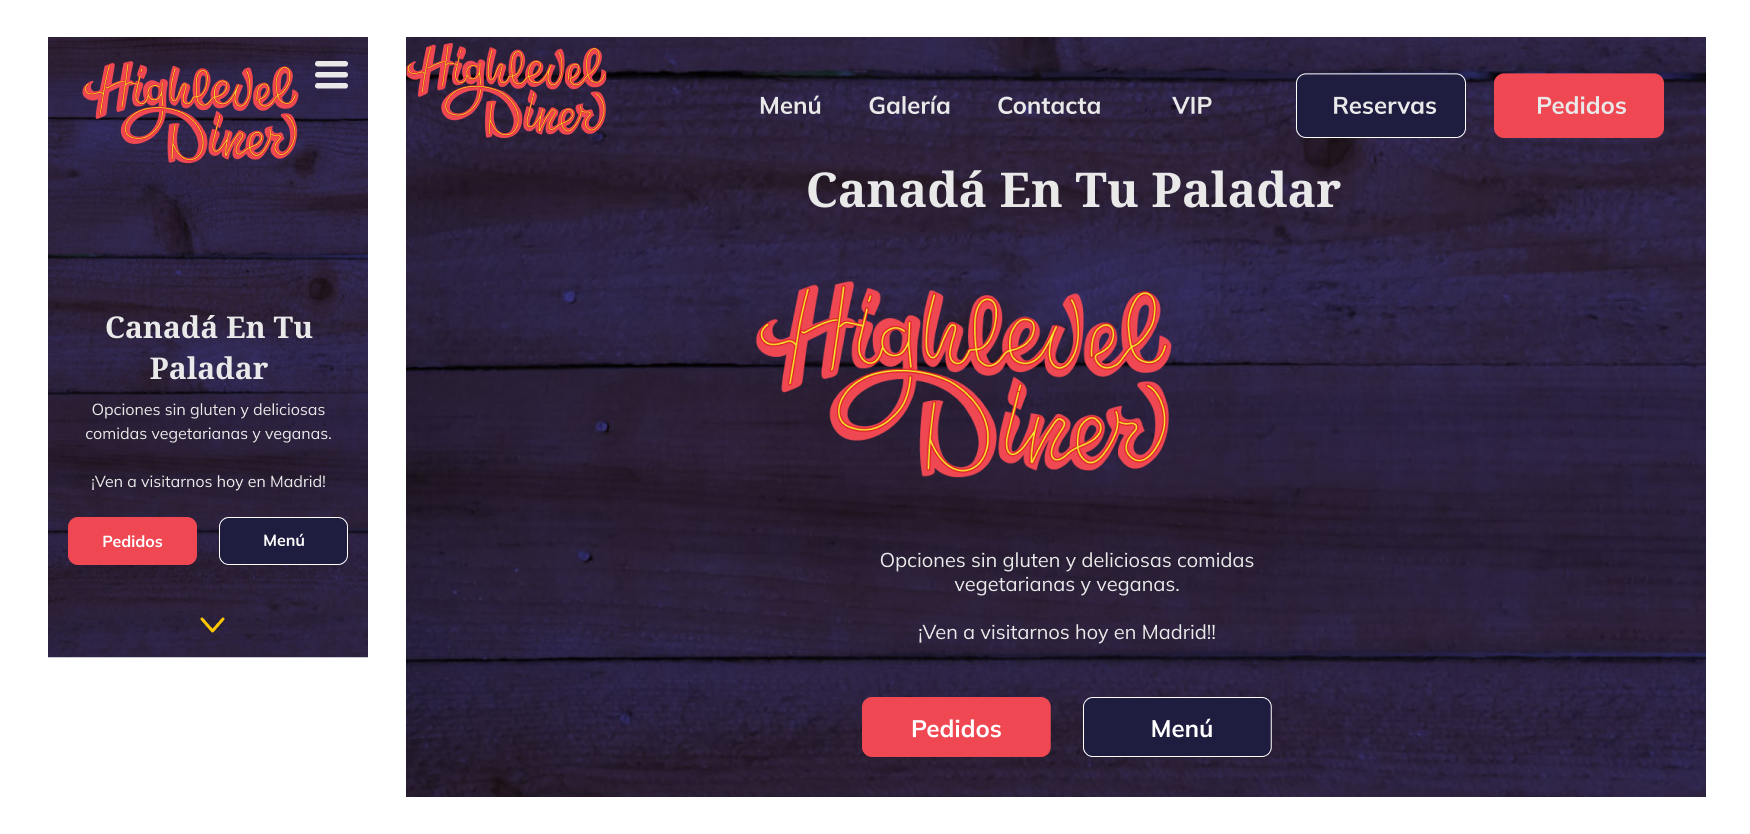 Highlevel
Diner
Canadá En Tu
Paladar
Opciones sin gluten y deliciosas
comidas vegetarianas y veganas.
¡Ven a visitarnos hoy en Madrid!
Pedidos
Menú
Highlevel
Diner
Menú
Galería
Contacta
VIP
Reservas
Pedidos
Canadá En Tu Paladar
Highlevel
Diner
Opciones sin gluten y deliciosas comidas
vegetarianas y veganas.
¡Ven a visitarnos hoy en Madrid!!
Pedidos
Menú